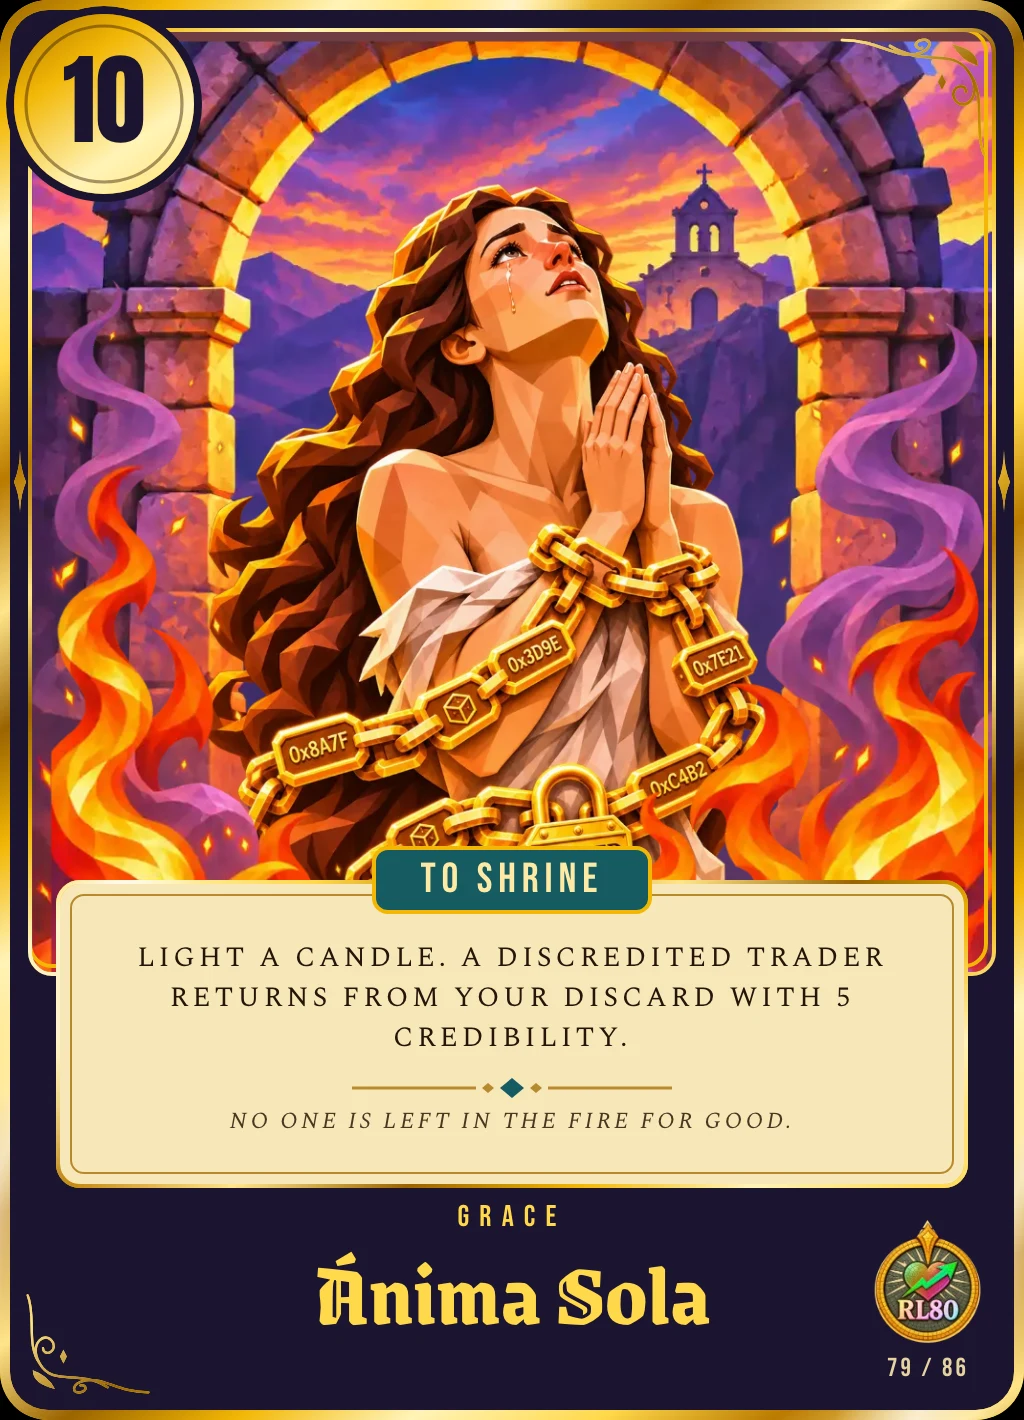 10
0x3D9E
0x7E21
0x8A7F
0xC4B2
TO SHRINE
LIGHT A CANDLE. A DISCREDITED TRADER
RETURNS FROM YOUR DISCARD WITH 5
CREDIBILITY.
NO ONE IS LEFT IN THE FIRE FOR GOOD.
GRACE
Ánima Sola
RL80
79 / 86